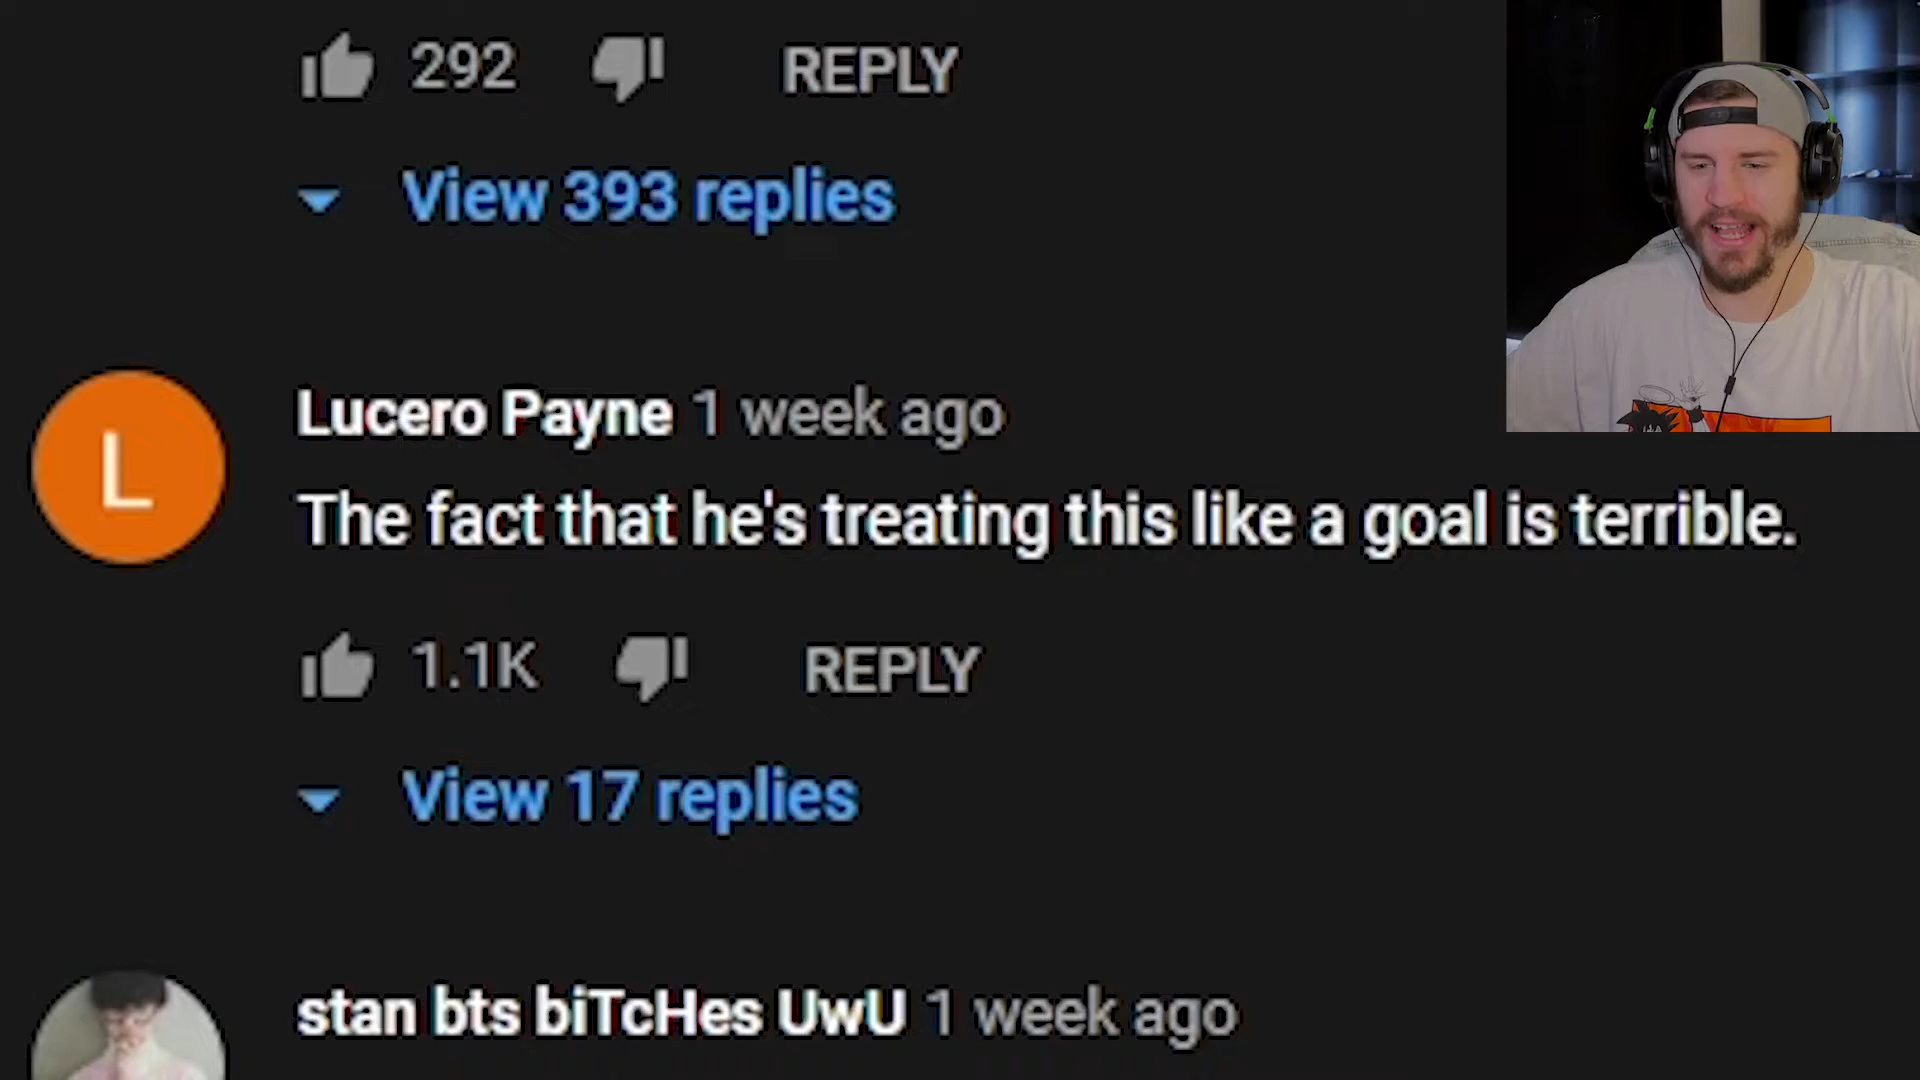 292 REPLY
View 393 replies
L
Lucero Payne 1 week ago
The fact that he's treating this like a goal is terrible.
1.1K REPLY
View 17 replies
stan bts biTcHes UwU 1 week ago